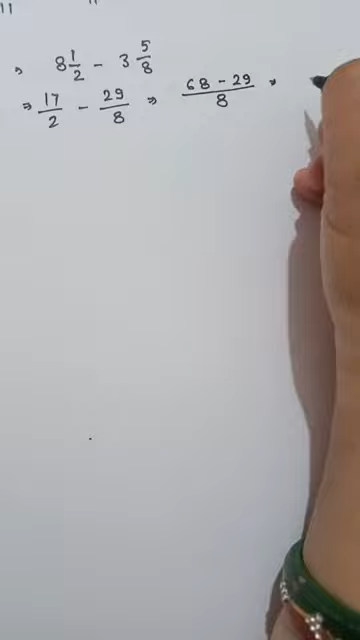 ⇒ 8 1/2 - 3 5/8
⇒ 17/2 - 29/8 ⇒ (68 - 29)/8 ⇒